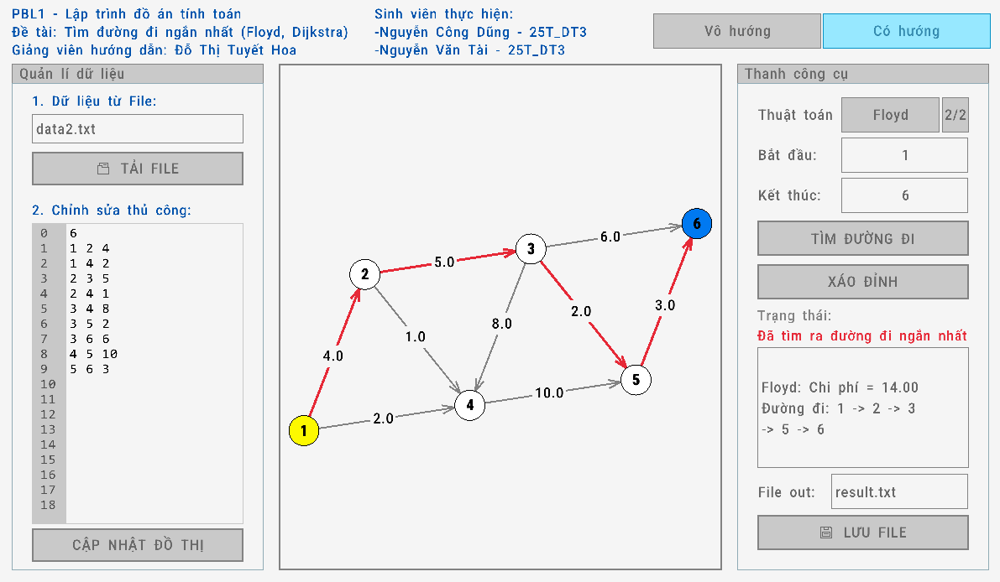 PBL1 - Lập trình đồ án tính toán
Đề tài: Tìm đường đi ngắn nhất (Floyd, Dijkstra)
Giảng viên hướng dẫn: Đỗ Thị Tuyết Hoa
Sinh viên thực hiện:
-Nguyễn Công Dũng - 25T_DT3
-Nguyễn Văn Tài - 25T_DT3
Vô hướng
Có hướng
Quản lí dữ liệu
1. Dữ liệu từ File:
data2.txt
TẢI FILE
2. Chỉnh sửa thủ công:
0 6
1 1 2 4
2 1 4 2
3 2 3 5
4 2 4 1
5 3 4 8
6 3 5 2
7 3 6 6
8 4 5 10
9 5 6 3
10
11
12
13
14
15
16
17
18
CẬP NHẬT ĐỒ THỊ
6
6.0
3
5.0
2
2.0
3.0
8.0
1.0
4.0
5
10.0
4
2.0
1
Thanh công cụ
Thuật toán Floyd 2/2
Bắt đầu: 1
Kết thúc: 6
TÌM ĐƯỜNG ĐI
XÁO ĐỈNH
Trạng thái:
Đã tìm ra đường đi ngắn nhất
Floyd: Chi phí = 14.00
Đường đi: 1 -> 2 -> 3
-> 5 -> 6
File out: result.txt
LƯU FILE